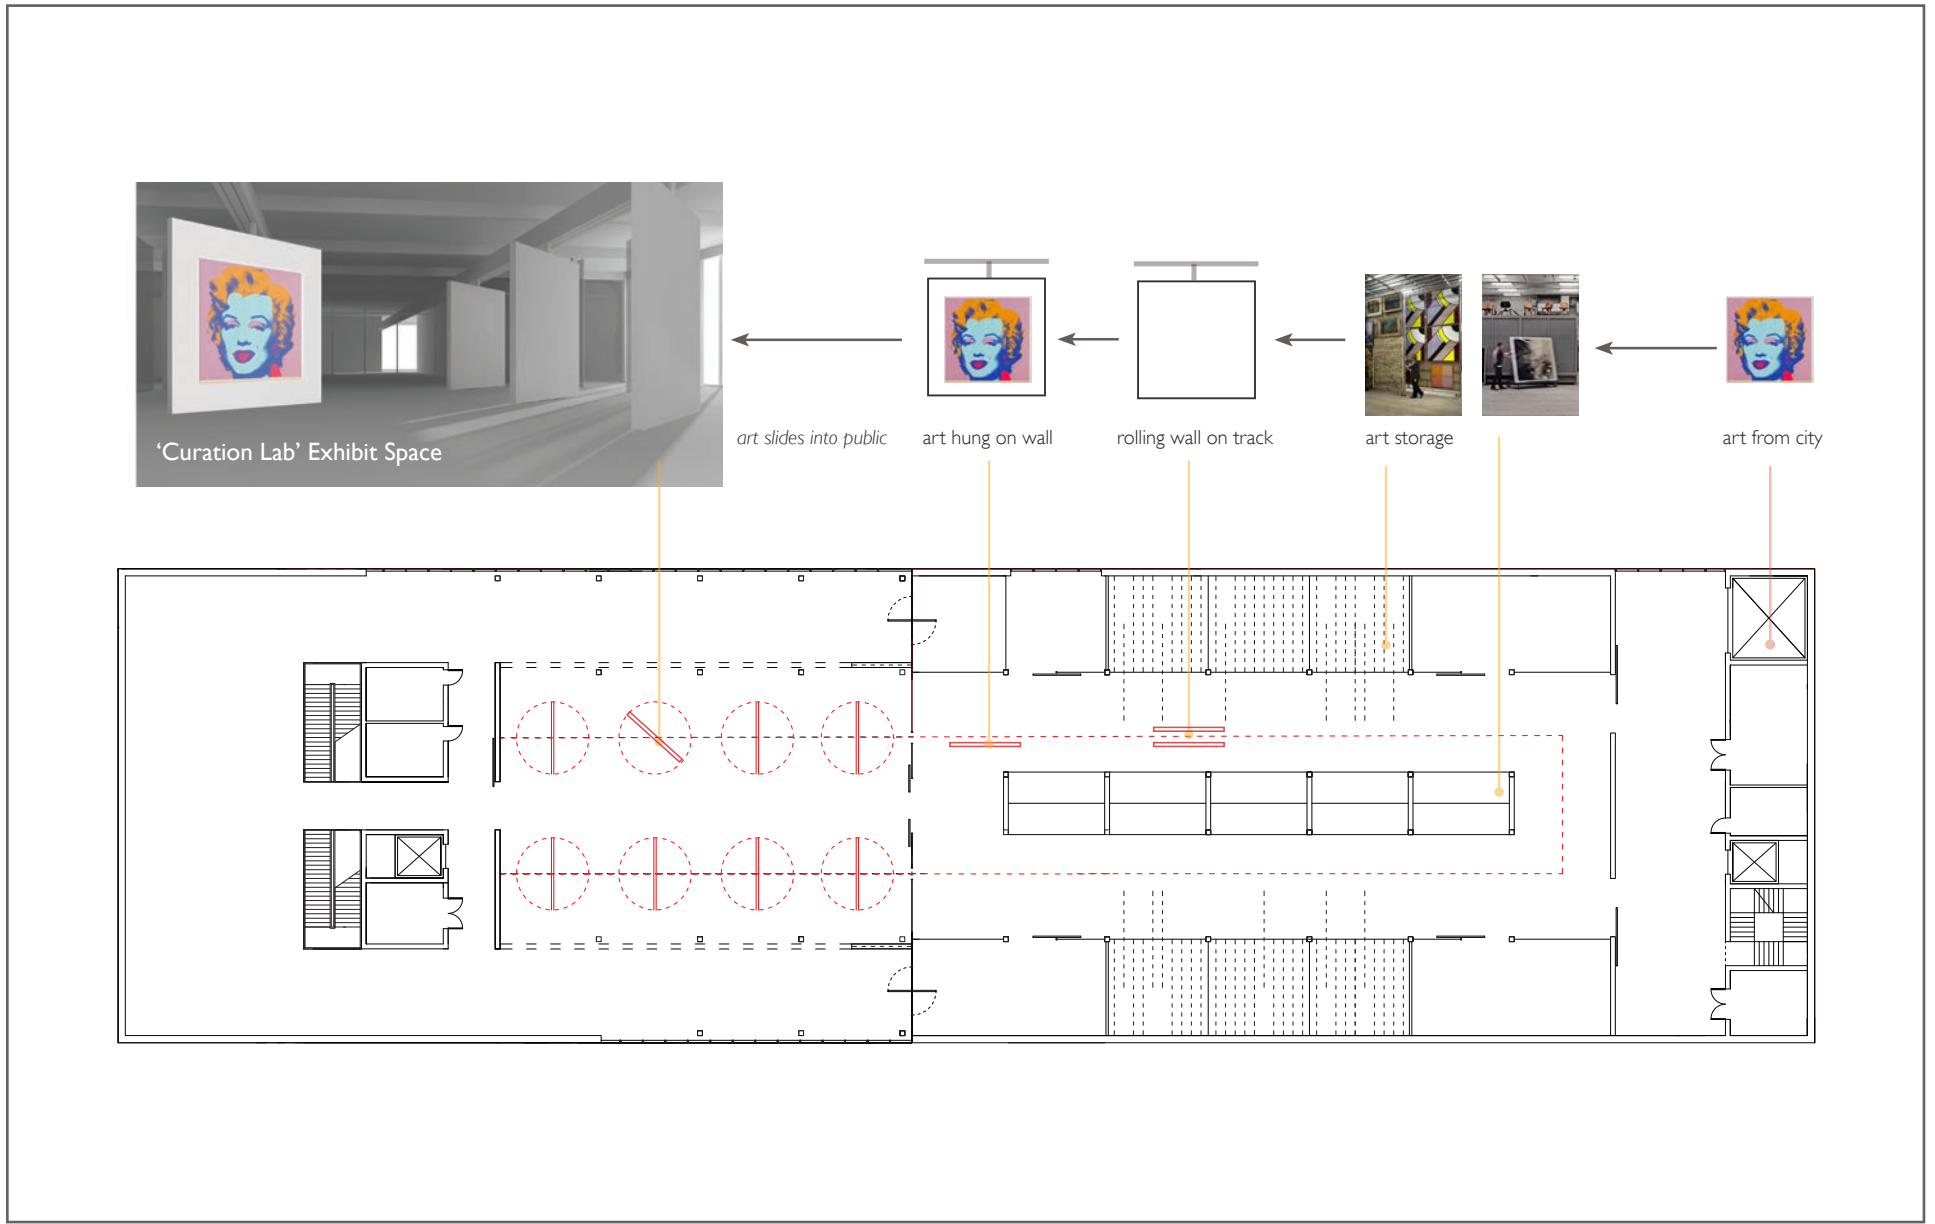 ‘Curation Lab’ Exhibit Space
art slides into public
art hung on wall
rolling wall on track
art storage
art from city